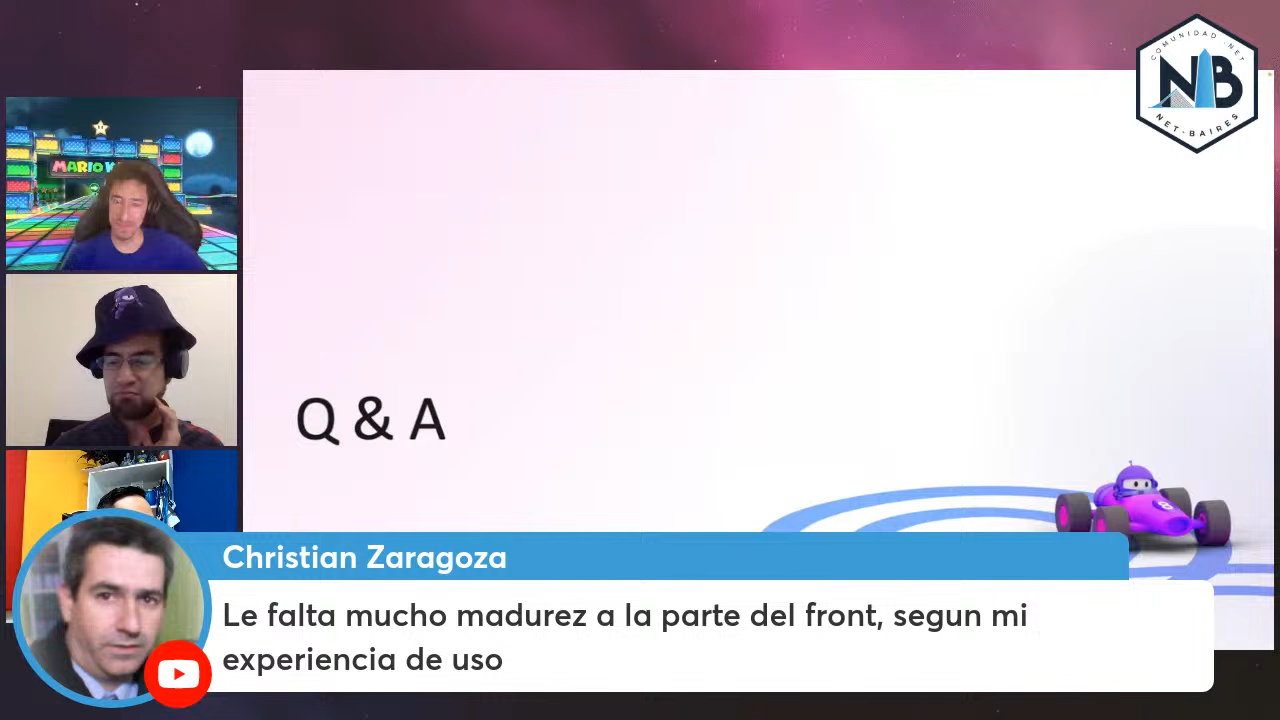 COMUNIDAD .NET
NB
NET-BAIRES
MARIO K
Q & A
Christian Zaragoza
Le falta mucho madurez a la parte del front, segun mi
experiencia de uso